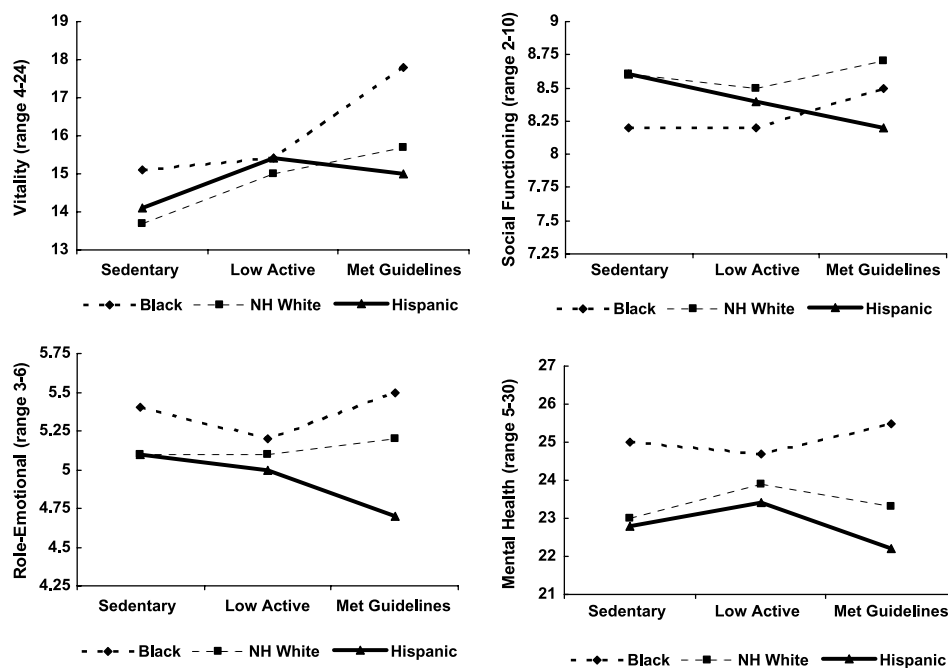 Vitality (range 4-24)
19
18
17
16
15
14
13
Sedentary Low Active Met Guidelines
Black NH White Hispanic
Social Functioning (range 2-10)
9
8.75
8.5
8.25
8
7.75
7.5
7.25
Sedentary Low Active Met Guidelines
Black NH White Hispanic
Role-Emotional (range 3-6)
5.75
5.5
5.25
5
4.75
4.5
4.25
Sedentary Low Active Met Guidelines
Black NH White Hispanic
Mental Health (range 5-30)
27
26
25
24
23
22
21
Sedentary Low Active Met Guidelines
Black NH White Hispanic